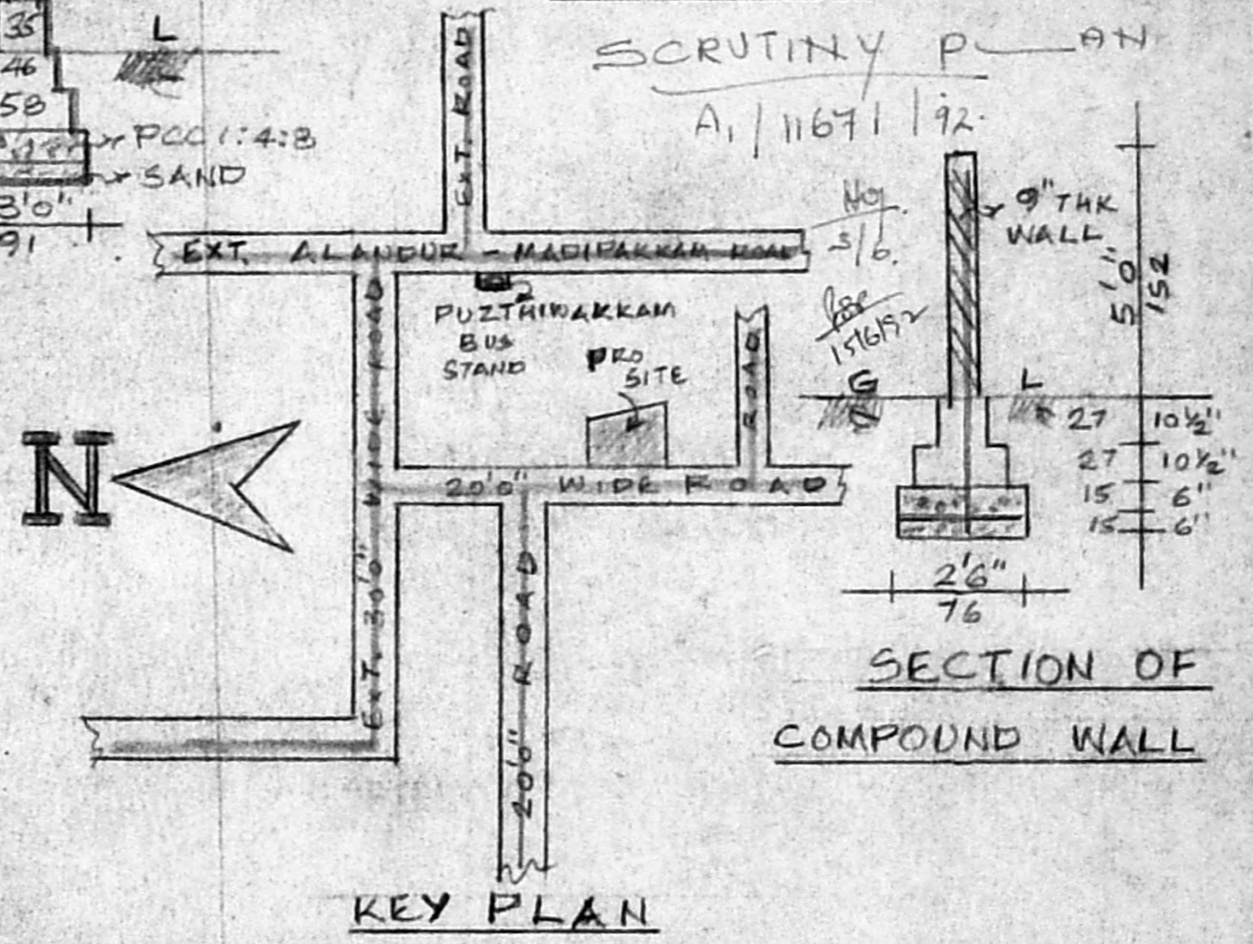 35
46
58
L
PCC 1:4:8
SAND
3'0"
91
SCRUTINY PLAN
A1/11671/92.
EXT. ROAD
EXT. ALANDUR - MADIPAKKAM ROAD
PUZTHIWAKKAM
BUS
STAND
PRO
SITE
ROAD
3/6.
15/6/92
EXT. 30'0" WIDE ROAD
20'0" WIDE ROAD
20'0" ROAD
N
KEY PLAN
9" THK
WALL
5'0"
152
G
L
27 10½"
27 10½"
15 6"
15 6"
2'6"
76
SECTION OF
COMPOUND WALL